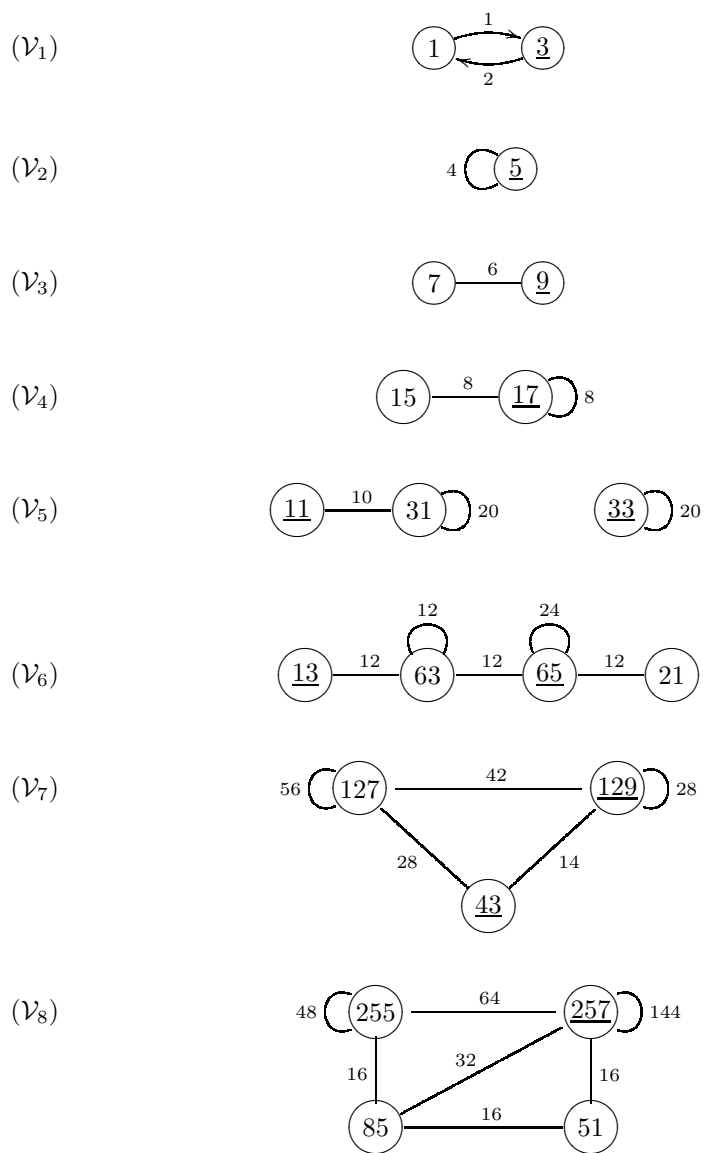 1
(𝒱₁) 1 3
2
(𝒱₂) 4 5
6
(𝒱₃) 7 9
8
(𝒱₄) 15 17 8
10
(𝒱₅) 11 31 20 33 20
12 24
12 12 12
(𝒱₆) 13 63 65 21
42
(𝒱₇) 56 127 129 28
28 14
43
64
(𝒱₈) 48 255 257 144
32
16 16
16
85 51